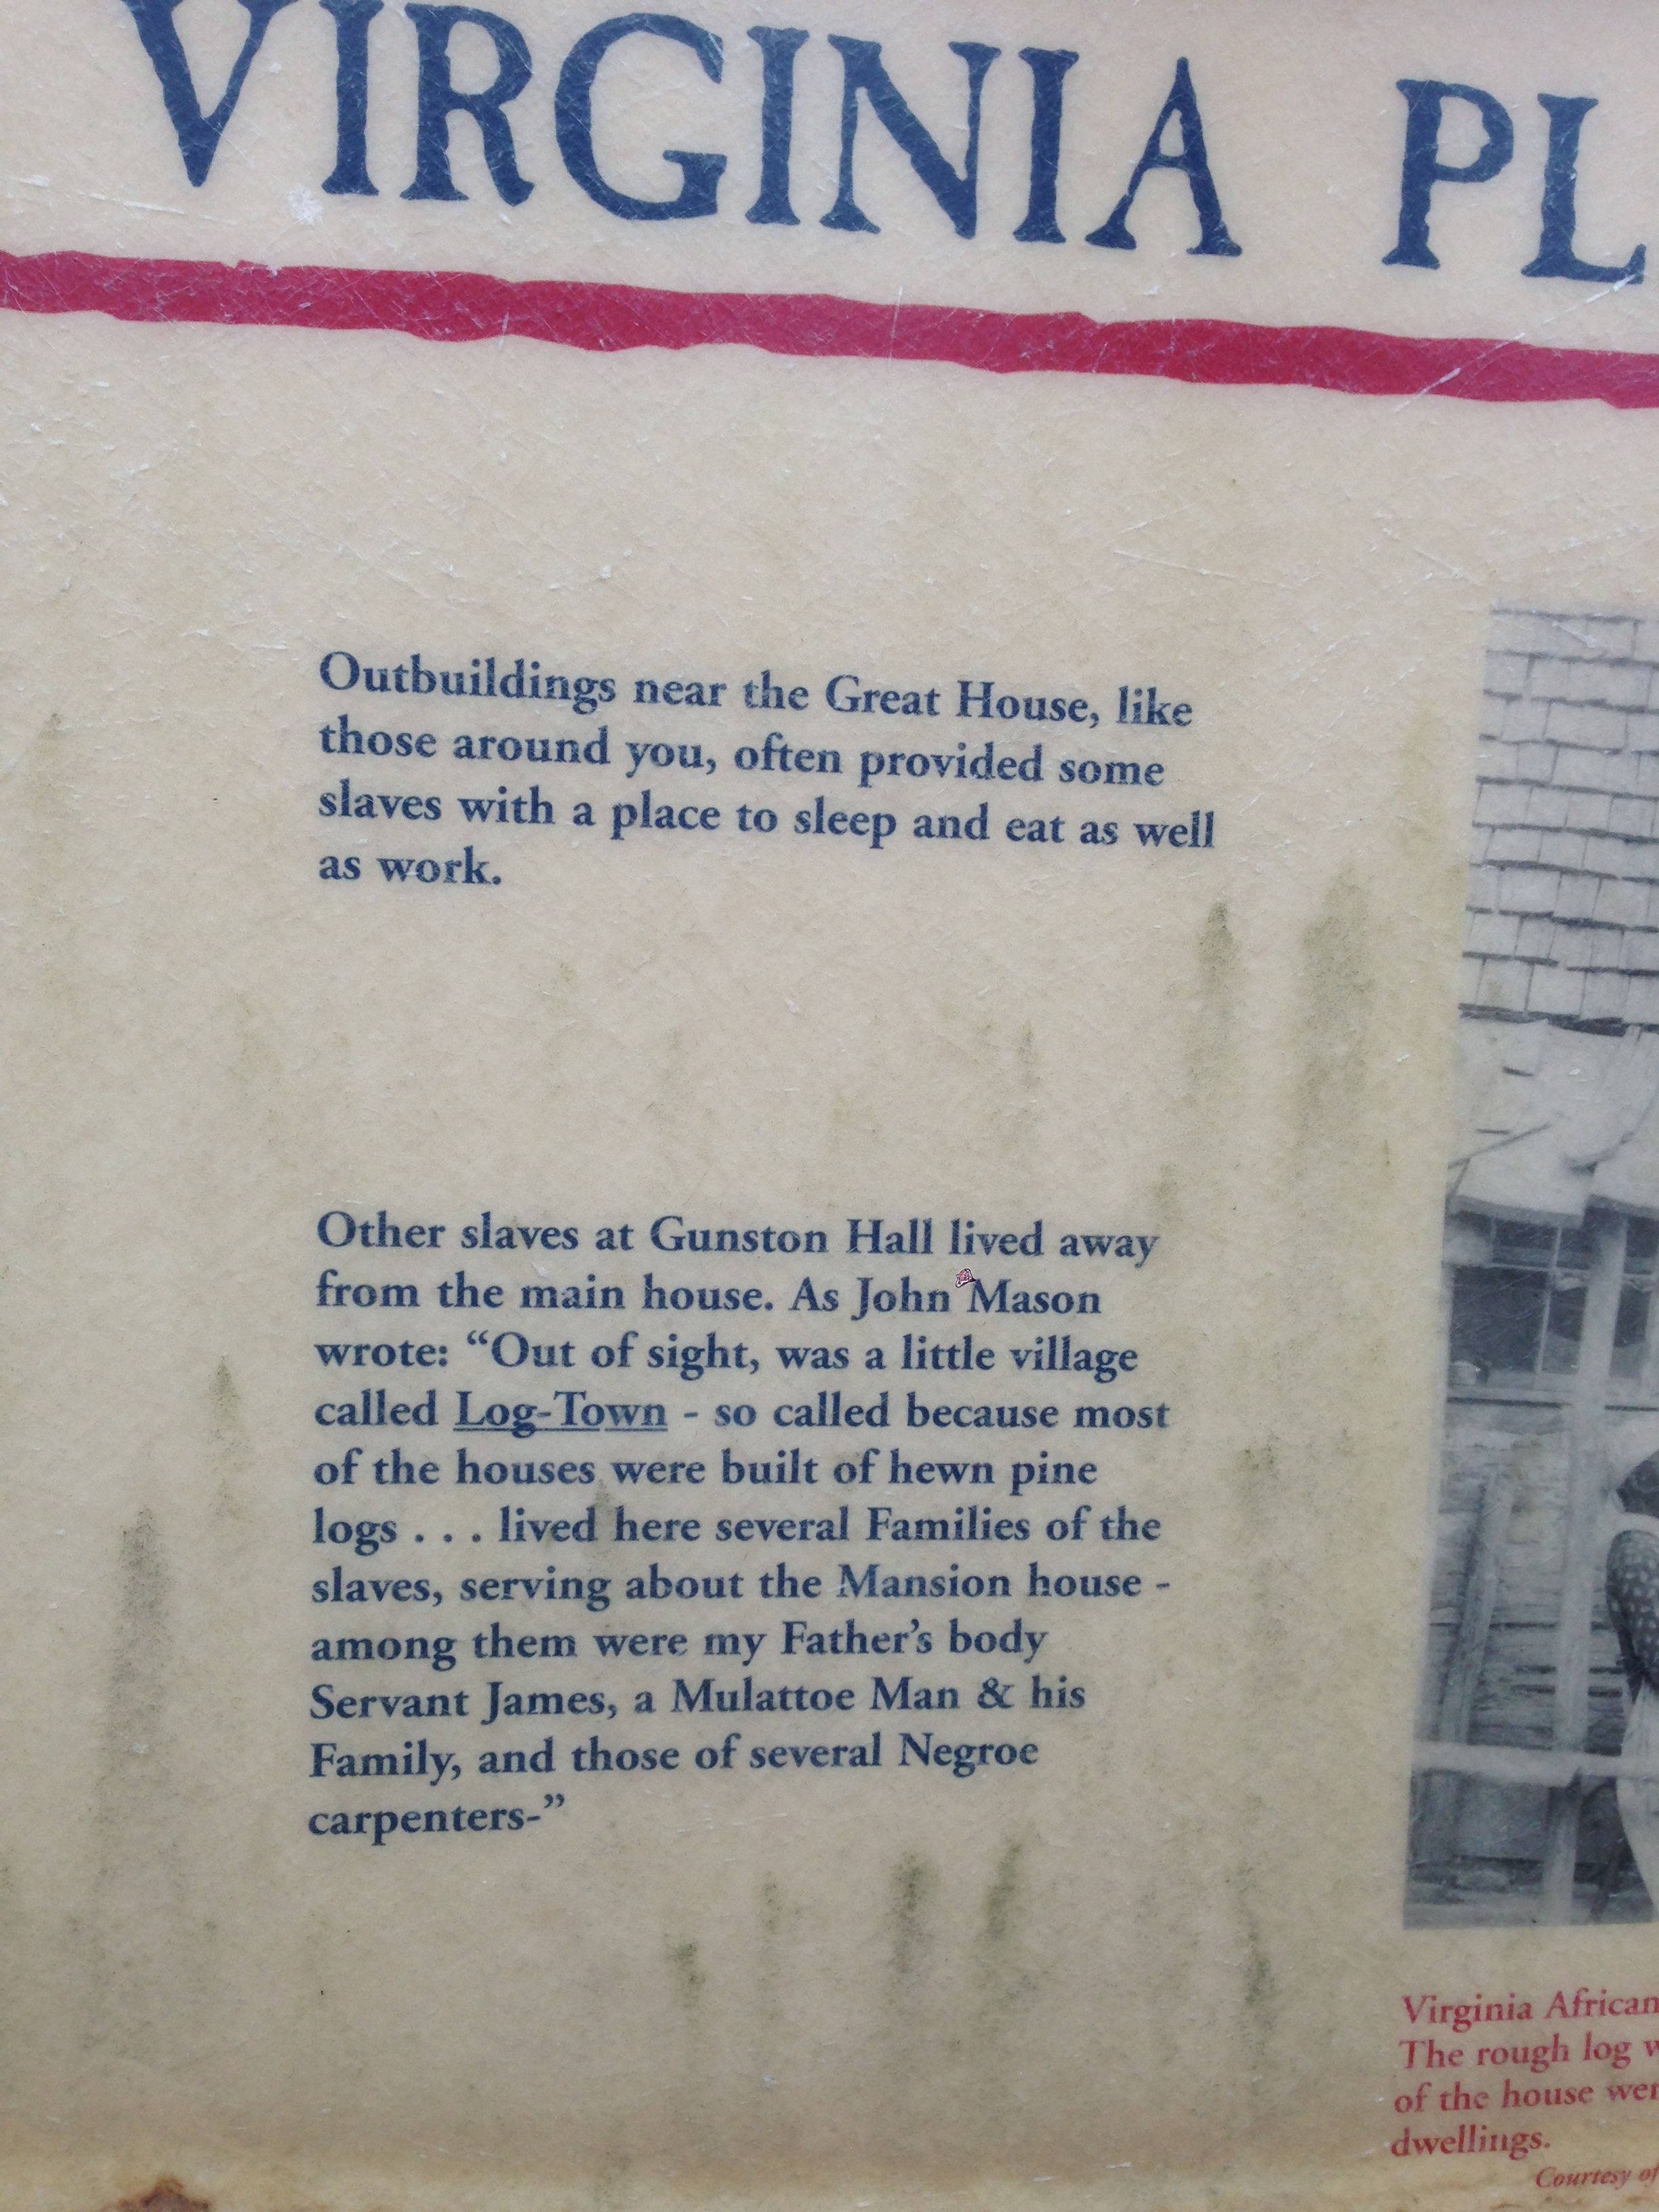 VIRGINIA PL
Outbuildings near the Great House, like
those around you, often provided some
slaves with a place to sleep and eat as well
as work.
Other slaves at Gunston Hall lived away
from the main house. As John Mason
wrote: “Out of sight, was a little village
called Log-Town - so called because most
of the houses were built of hewn pine
logs . . . lived here several Families of the
slaves, serving about the Mansion house -
among them were my Father’s body
Servant James, a Mulattoe Man & his
Family, and those of several Negroe
carpenters-”
Virginia African
The rough log w
of the house wer
dwellings.
Courtesy of